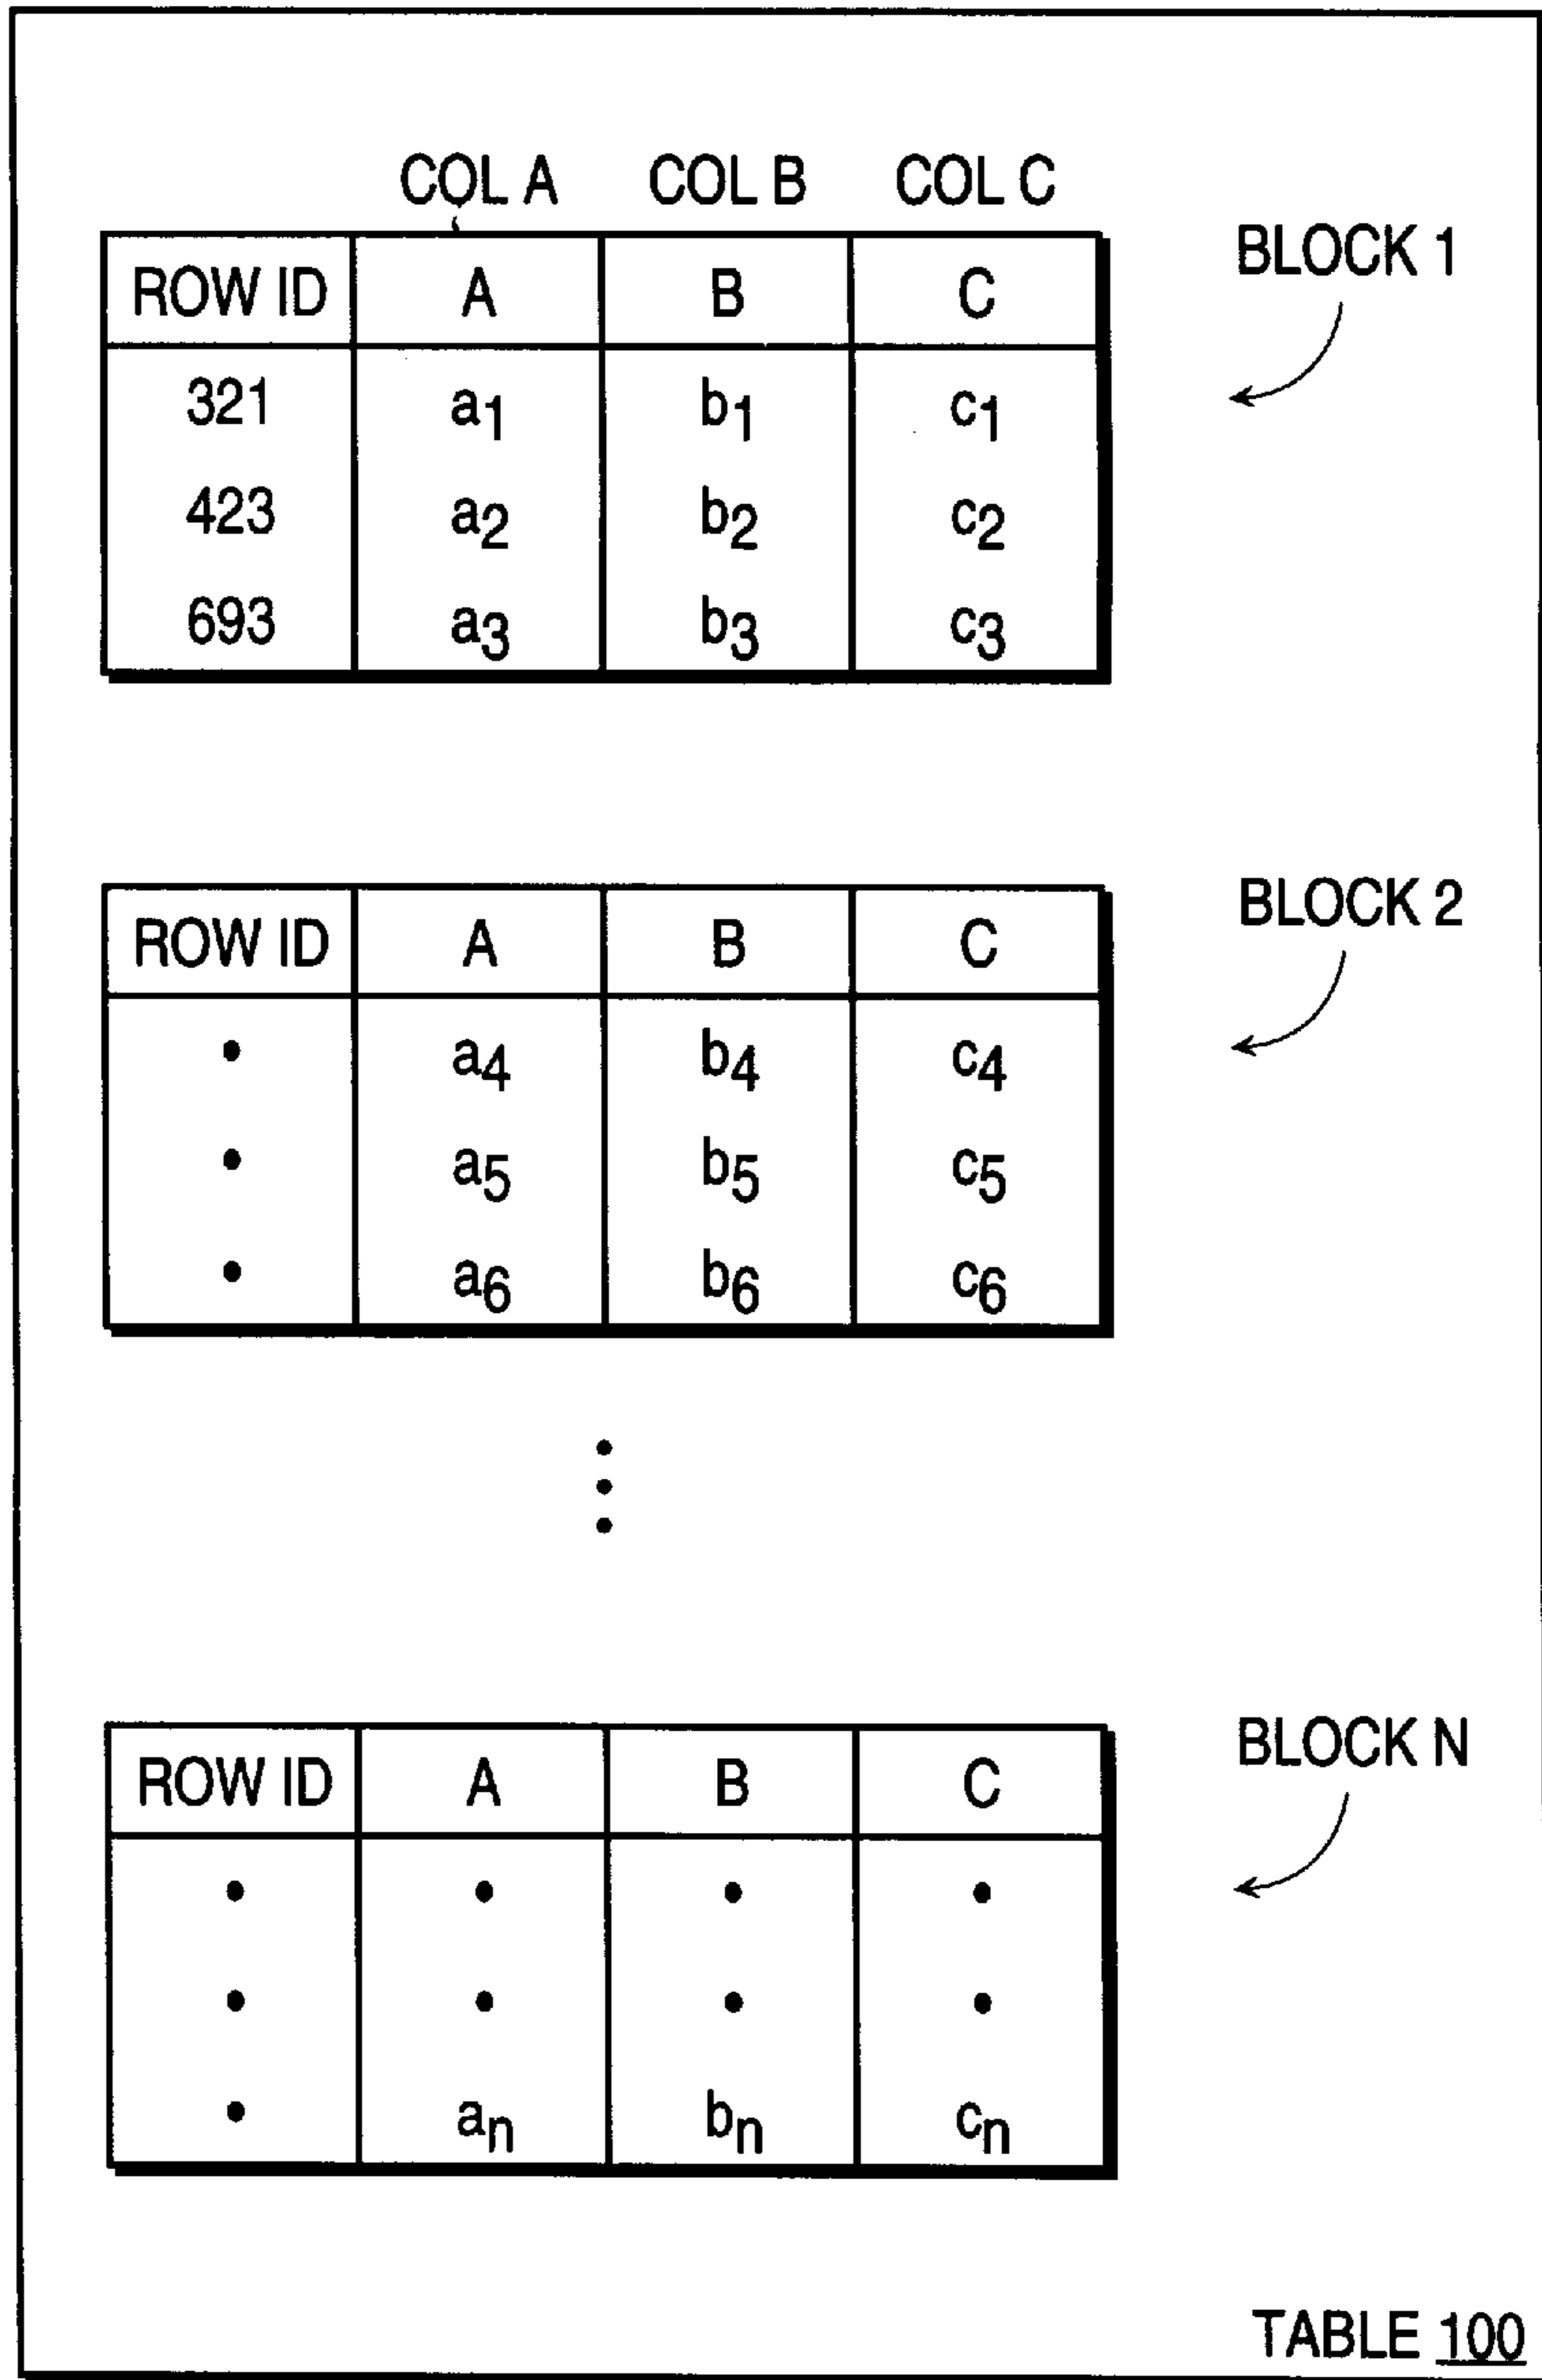 COL A COL B COL C
BLOCK 1
ROW ID A B C
321 a1 b1 c1
423 a2 b2 c2
693 a3 b3 c3
BLOCK 2
ROW ID A B C
• a4 b4 c4
• a5 b5 c5
• a6 b6 c6
BLOCK N
ROW ID A B C
• • • •
• • • •
• an bn cn
TABLE 100